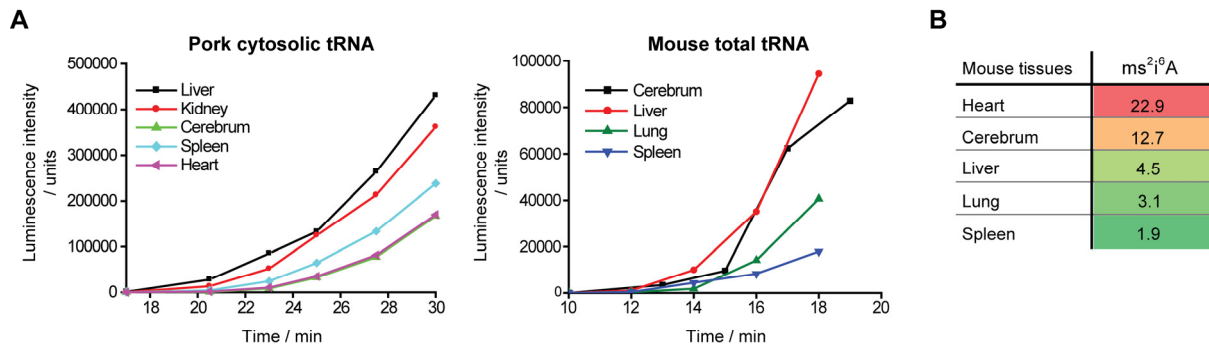 A
Pork cytosolic tRNA
Luminescence intensity
/ units
500000
400000
300000
200000
100000
0
Liver
Kidney
Cerebrum
Spleen
Heart
18 20 22 24 26 28 30
Time / min
Mouse total tRNA
Luminescence intensity
/ units
100000
80000
60000
40000
20000
0
Cerebrum
Liver
Lung
Spleen
10 12 14 16 18 20
Time / min
B
Mouse tissues ms²i⁶A
Heart 22.9
Cerebrum 12.7
Liver 4.5
Lung 3.1
Spleen 1.9